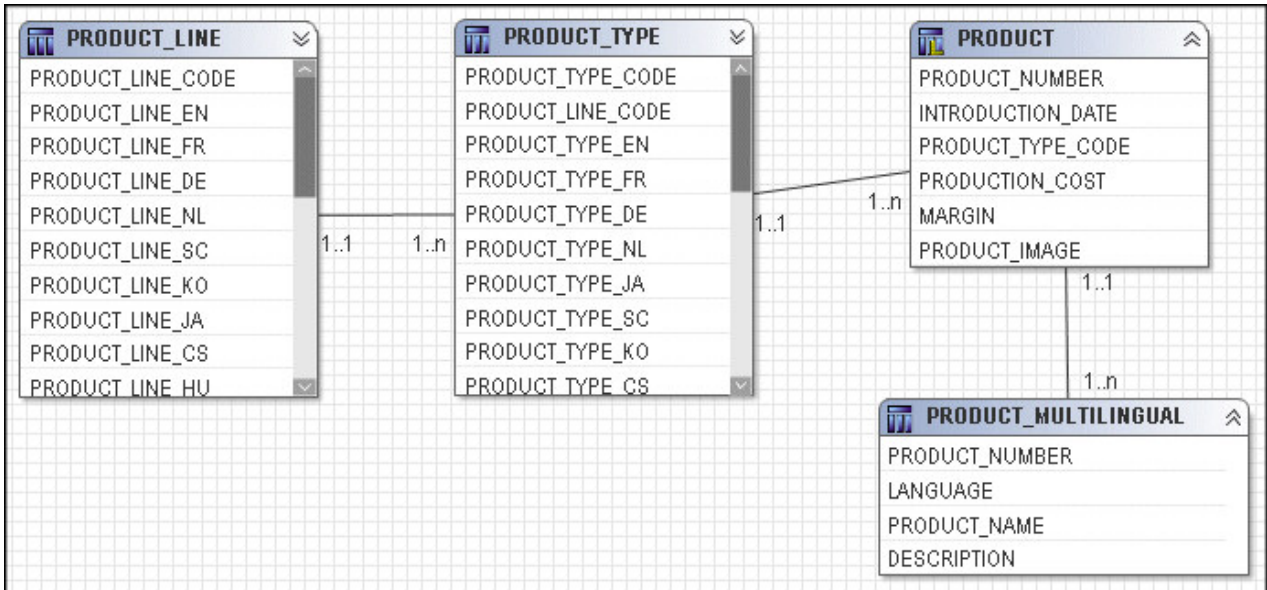 PRODUCT_LINE
PRODUCT_LINE_CODE
PRODUCT_LINE_EN
PRODUCT_LINE_FR
PRODUCT_LINE_DE
PRODUCT_LINE_NL
PRODUCT_LINE_SC
PRODUCT_LINE_KO
PRODUCT_LINE_JA
PRODUCT_LINE_CS
PRODUCT_LINE_HU
1..1
1..n
PRODUCT_TYPE
PRODUCT_TYPE_CODE
PRODUCT_LINE_CODE
PRODUCT_TYPE_EN
PRODUCT_TYPE_FR
PRODUCT_TYPE_DE
PRODUCT_TYPE_NL
PRODUCT_TYPE_JA
PRODUCT_TYPE_SC
PRODUCT_TYPE_KO
PRODUCT_TYPE_CS
1..1
1..n
PRODUCT
PRODUCT_NUMBER
INTRODUCTION_DATE
PRODUCT_TYPE_CODE
PRODUCTION_COST
MARGIN
PRODUCT_IMAGE
1..1
1..n
PRODUCT_MULTILINGUAL
PRODUCT_NUMBER
LANGUAGE
PRODUCT_NAME
DESCRIPTION